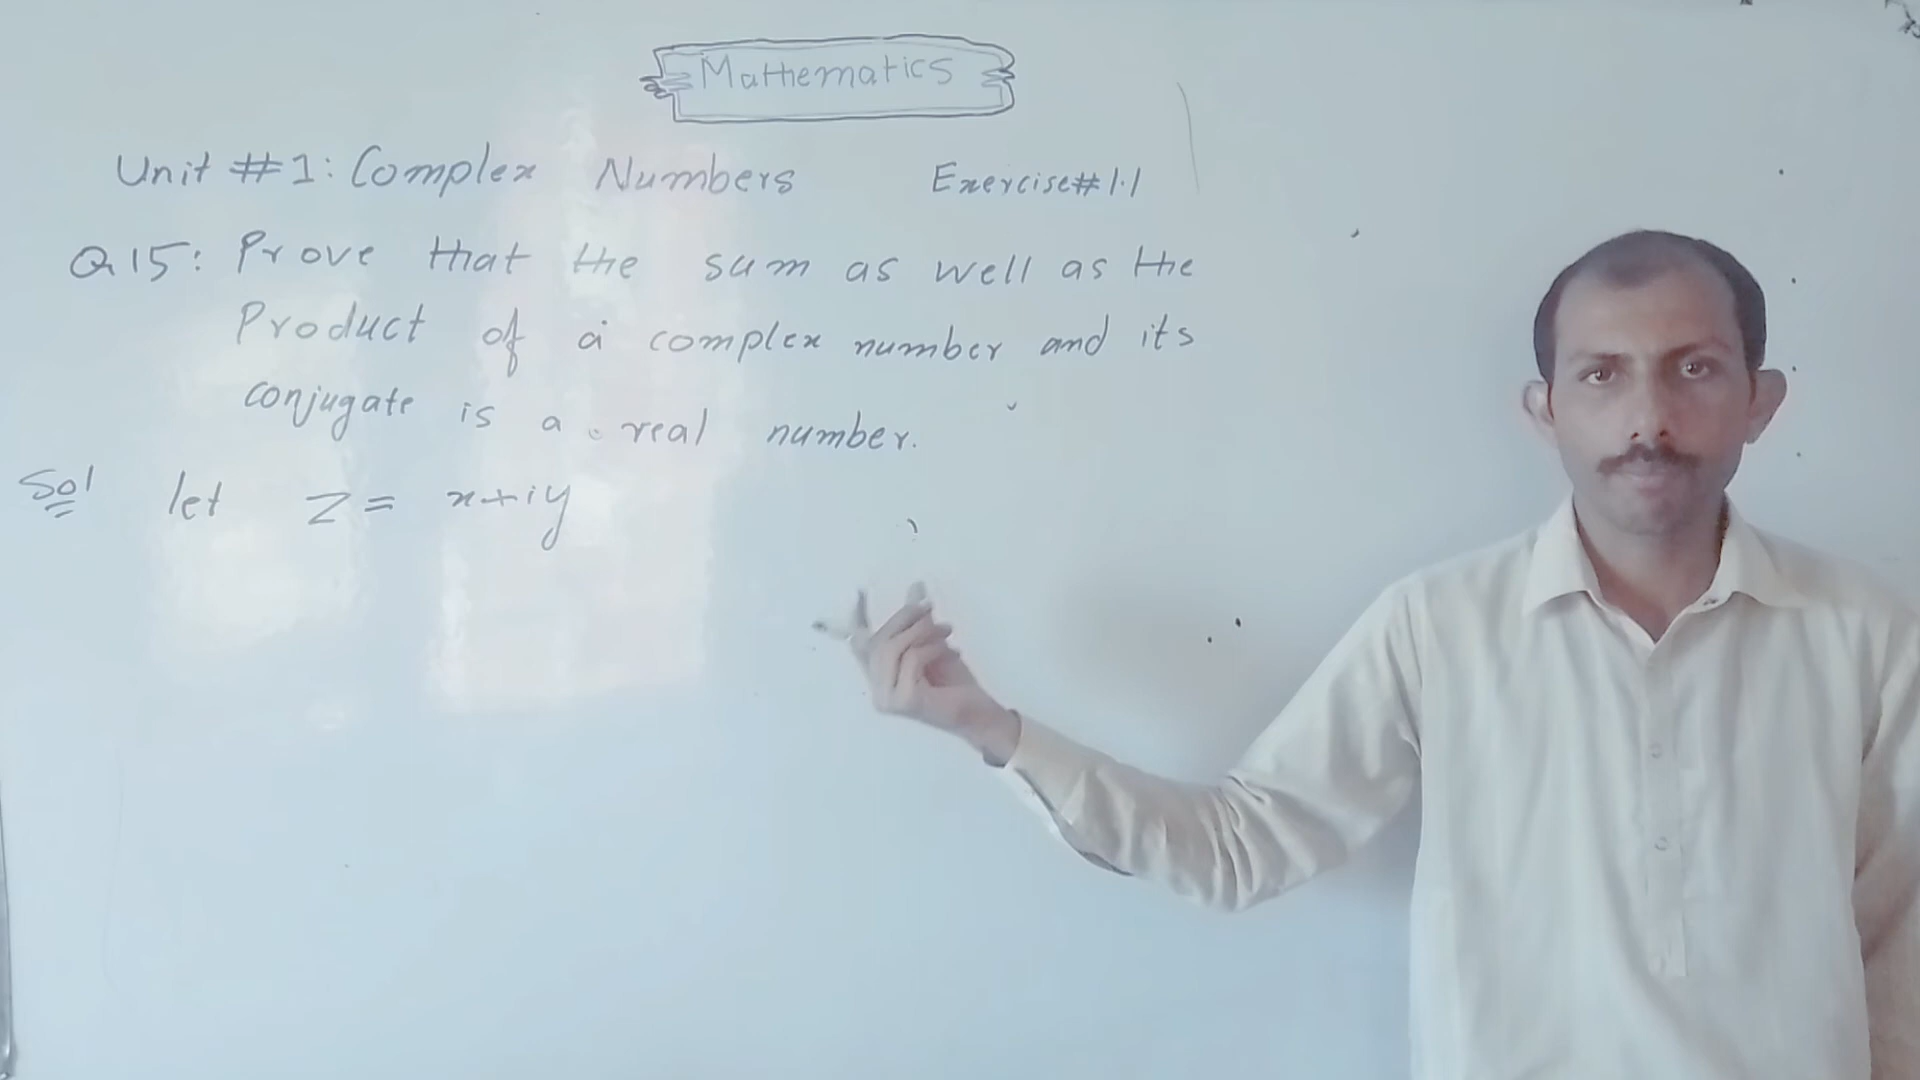 Mathematics
Unit #1: Complex Numbers Exercise#1.1
Q15: Prove that the sum as well as the
Product of a complex number and its
conjugate is a real number.
Sol let z = x+iy